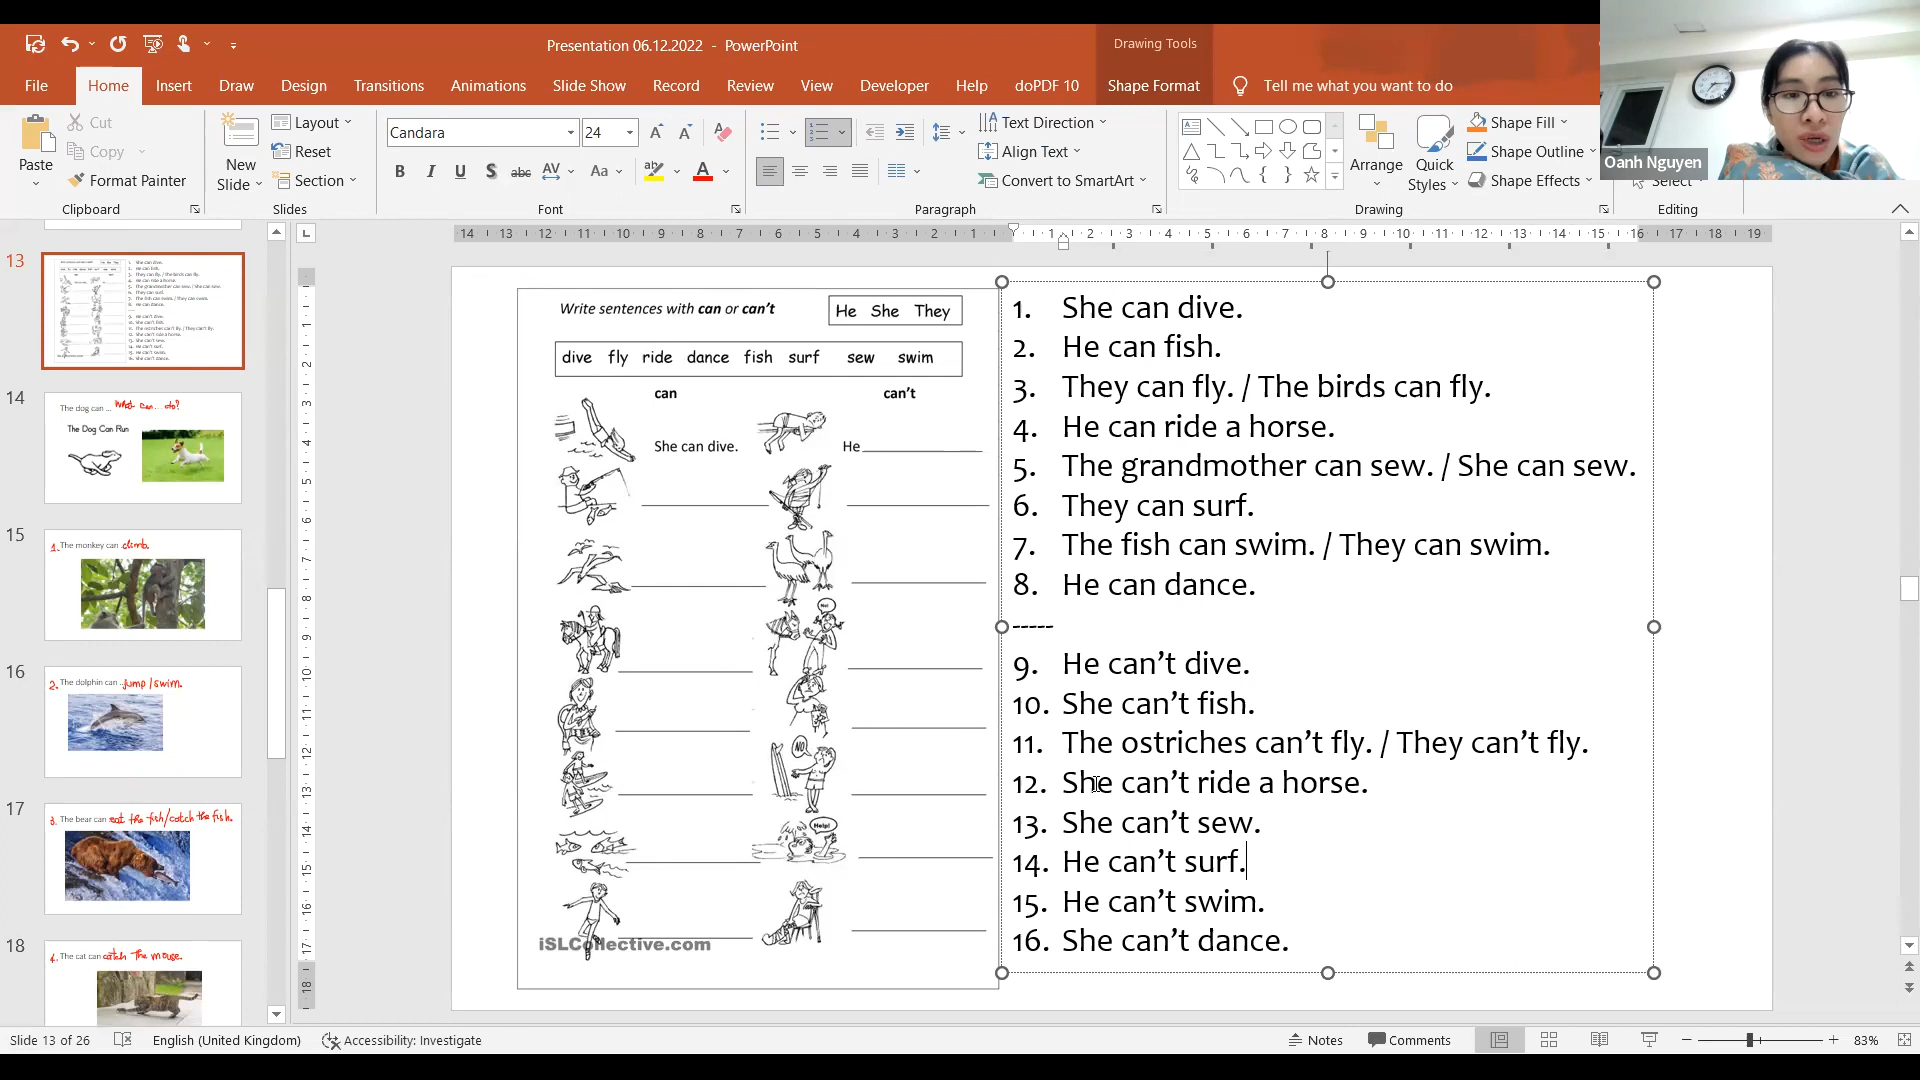 Presentation 06.12.2022 - PowerPoint
Drawing Tools
File
Home
Insert
Draw
Design
Transitions
Animations
Slide Show
Record
Review
View
Developer
Help
doPDF 10
Shape Format
Tell me what you want to do
Oanh Nguyen
Paste
Cut
Copy
Format Painter
Clipboard
New Slide
Layout
Reset
Section
Slides
Candara
24
Font
Text Direction
Align Text
Convert to SmartArt
Paragraph
Arrange
Quick Styles
Shape Fill
Shape Outline
Shape Effects
Drawing
Select
Editing
13
14
The dog can ... What can... do?
The Dog Can Run
15
1. The monkey can climb.
16
2. The dolphin can ... jump/swim.
17
3. The bear can eat the fish/catch the fish.
18
4. The cat can catch the mouse.
Write sentences with can or can't
He She They
dive fly ride dance fish surf sew swim
can
can't
She can dive.
He
No!
NO
Help!
iSLCollective.com
1. She can dive.
2. He can fish.
3. They can fly. / The birds can fly.
4. He can ride a horse.
5. The grandmother can sew. / She can sew.
6. They can surf.
7. The fish can swim. / They can swim.
8. He can dance.
-----
9. He can't dive.
10. She can't fish.
11. The ostriches can't fly. / They can't fly.
12. She can't ride a horse.
13. She can't sew.
14. He can't surf.
15. He can't swim.
16. She can't dance.
Slide 13 of 26
English (United Kingdom)
Accessibility: Investigate
Notes
Comments
83%